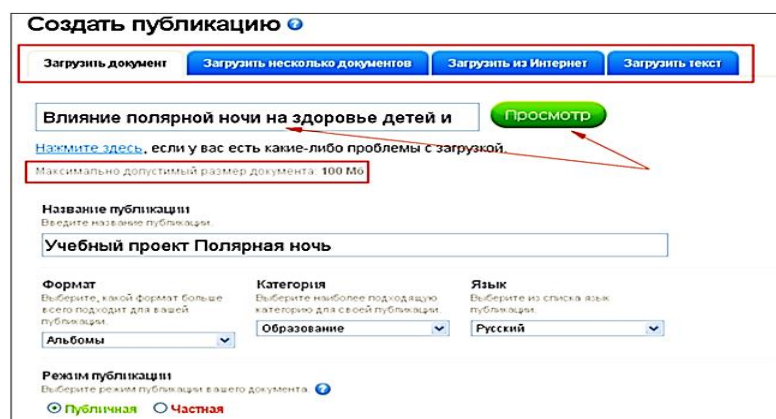 Создать публикацию
Загрузить документ Загрузить несколько документов Загрузить из Интернет Загрузить текст
Влияние полярной ночи на здоровье детей и Просмотр
Нажмите здесь, если у вас есть какие-либо проблемы с загрузкой.
Максимально допустимый размер документа: 100 Мб
Название публикации
Введите название публикации.
Учебный проект Полярная ночь
Формат Категория Язык
Выберите, какой формат больше Выберите наиболее подходящую Выберите из списка язык
всего подходит для вашей категорию для своей публикации. публикации.
публикации.
Альбомы Образование Русский
Режим публикации
Выберите режим публикации вашего документа.
Публичная Частная